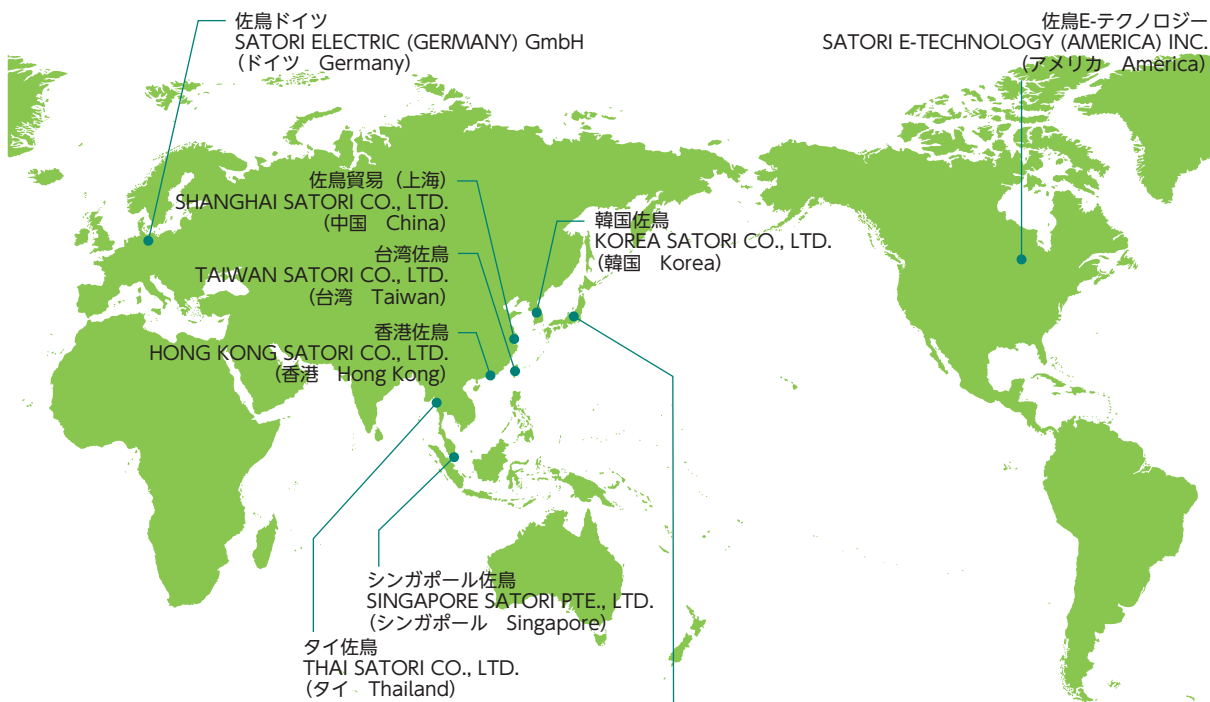 佐鳥ドイツ
SATORI ELECTRIC (GERMANY) GmbH
(ドイツ　Germany)
佐鳥E-テクノロジー
SATORI E-TECHNOLOGY (AMERICA) INC.
(アメリカ　America)
佐鳥貿易（上海）
SHANGHAI SATORI CO., LTD.
(中国　China)
台湾佐鳥
TAIWAN SATORI CO., LTD.
(台湾　Taiwan)
香港佐鳥
HONG KONG SATORI CO., LTD.
(香港　Hong Kong)
韓国佐鳥
KOREA SATORI CO., LTD.
(韓国　Korea)
シンガポール佐鳥
SINGAPORE SATORI PTE., LTD.
(シンガポール　Singapore)
タイ佐鳥
THAI SATORI CO., LTD.
(タイ　Thailand)